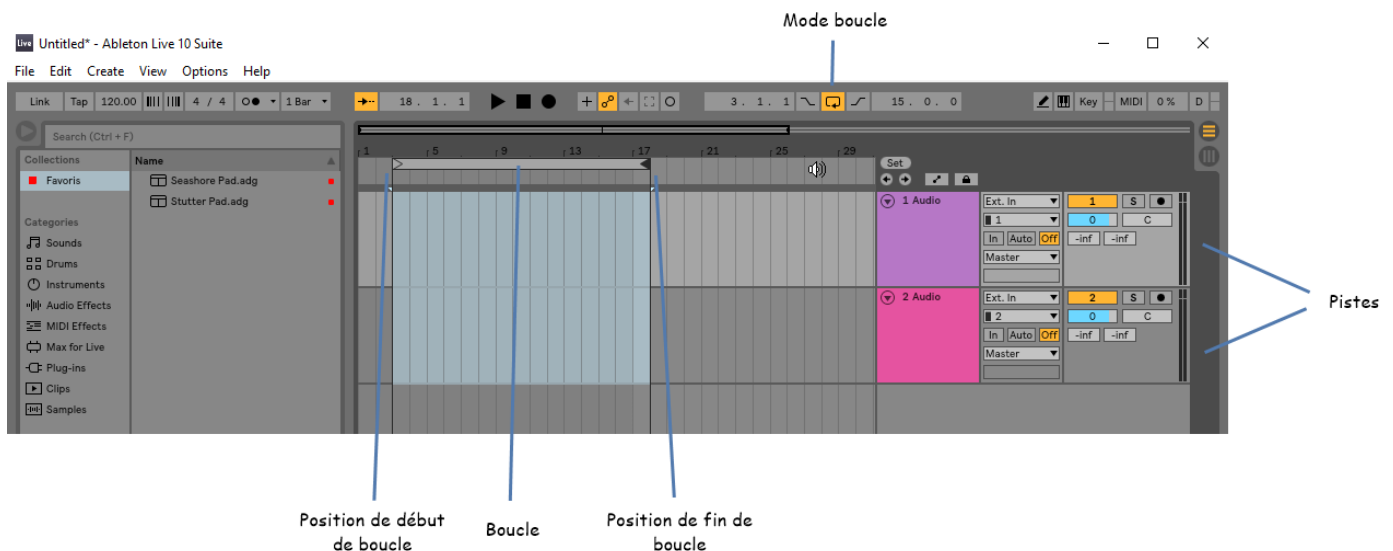 Mode boucle
Live Untitled* - Ableton Live 10 Suite
File Edit Create View Options Help
Link Tap 120.00 4 / 4 1 Bar 18. 1. 1 3. 1. 1 15. 0. 0 Key MIDI 0 % D
Search (Ctrl + F)
Collections Name
1 5 9 13 17 21 25 29
Set
Favoris Seashore Pad.adg
Stutter Pad.adg
1 Audio Ext. In 1 S
1 0 C
In Auto Off -inf -inf
Master
Categories
Sounds
Drums
Instruments
Audio Effects
MIDI Effects
Max for Live
Plug-ins
Clips
Samples
2 Audio Ext. In 2 S
2 0 C
In Auto Off -inf -inf
Master
Pistes
Position de début
de boucle
Boucle
Position de fin de
boucle